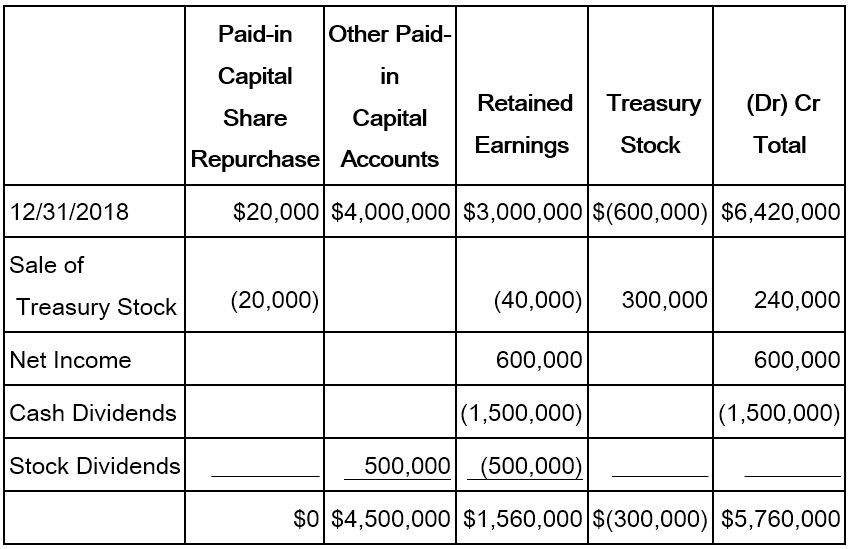 Paid-in Capital Share Repurchase | Other Paid-in Capital Accounts | Retained Earnings | Treasury Stock | (Dr) Cr Total
12/31/2018 | $20,000 | $4,000,000 | $3,000,000 | $(600,000) | $6,420,000
Sale of Treasury Stock | (20,000) | | (40,000) | 300,000 | 240,000
Net Income | | | 600,000 | | 600,000
Cash Dividends | | | (1,500,000) | | (1,500,000)
Stock Dividends | | 500,000 | (500,000) | |
| $0 | $4,500,000 | $1,560,000 | $(300,000) | $5,760,000